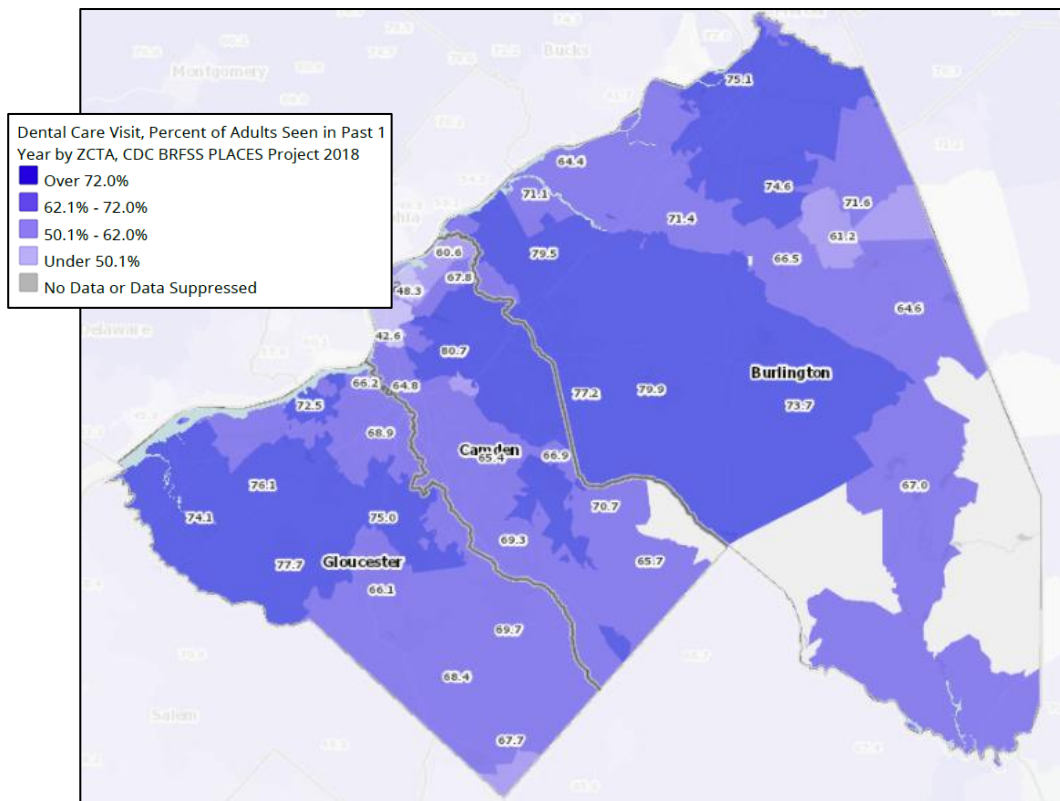 Montgomery
Bucks
Dental Care Visit, Percent of Adults Seen in Past 1
Year by ZCTA, CDC BRFSS PLACES Project 2018
Over 72.0%
62.1% - 72.0%
50.1% - 62.0%
Under 50.1%
No Data or Data Suppressed
75.1
64.4
74.6
71.1
71.6
71.4
61.2
79.5
60.6
66.5
67.8
48.3
64.6
42.6
Delaware
80.7
Burlington
66.2
64.8
77.2
79.9
72.5
73.7
68.9
Camden
65.4
66.9
76.1
67.0
74.1
75.0
70.7
69.3
77.7
Gloucester
65.7
66.1
69.7
68.4
Salem
67.7